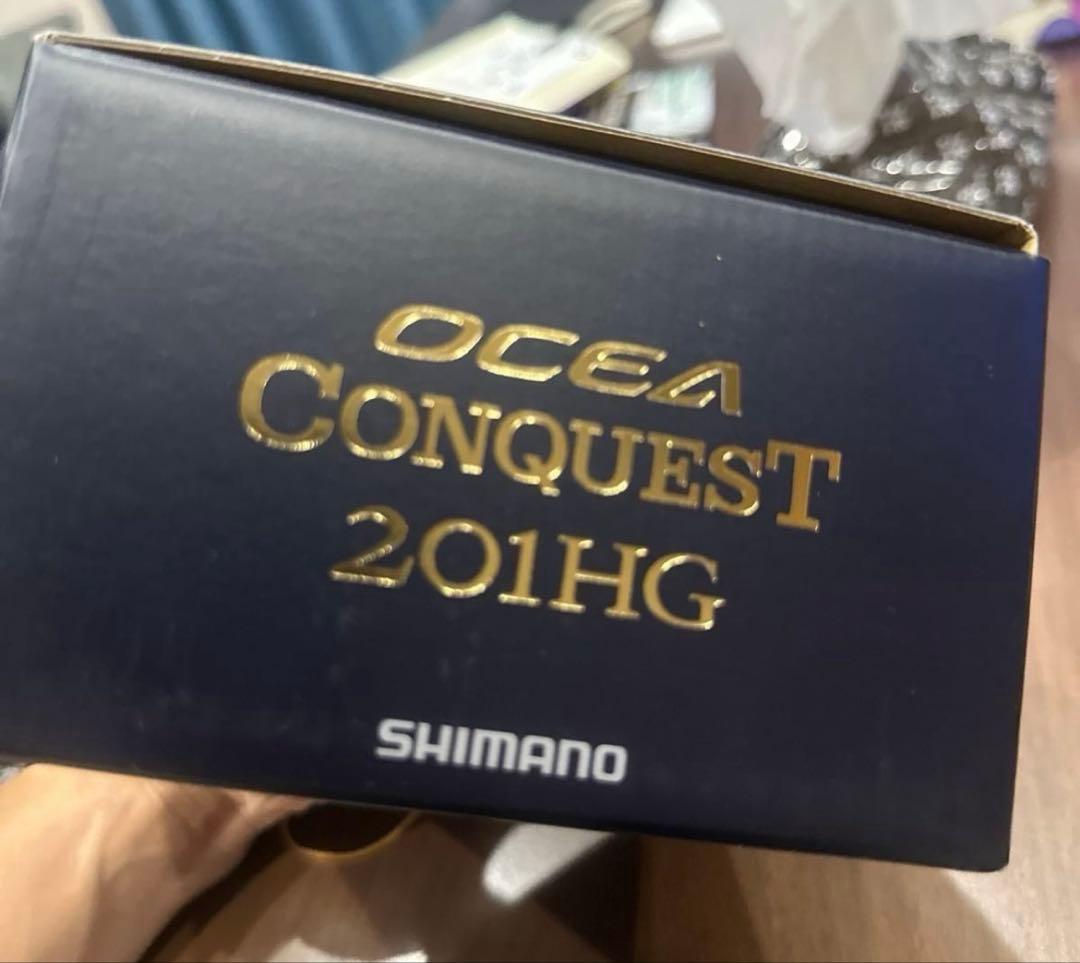 OCEA
CONQUEST
201HG
SHIMANO